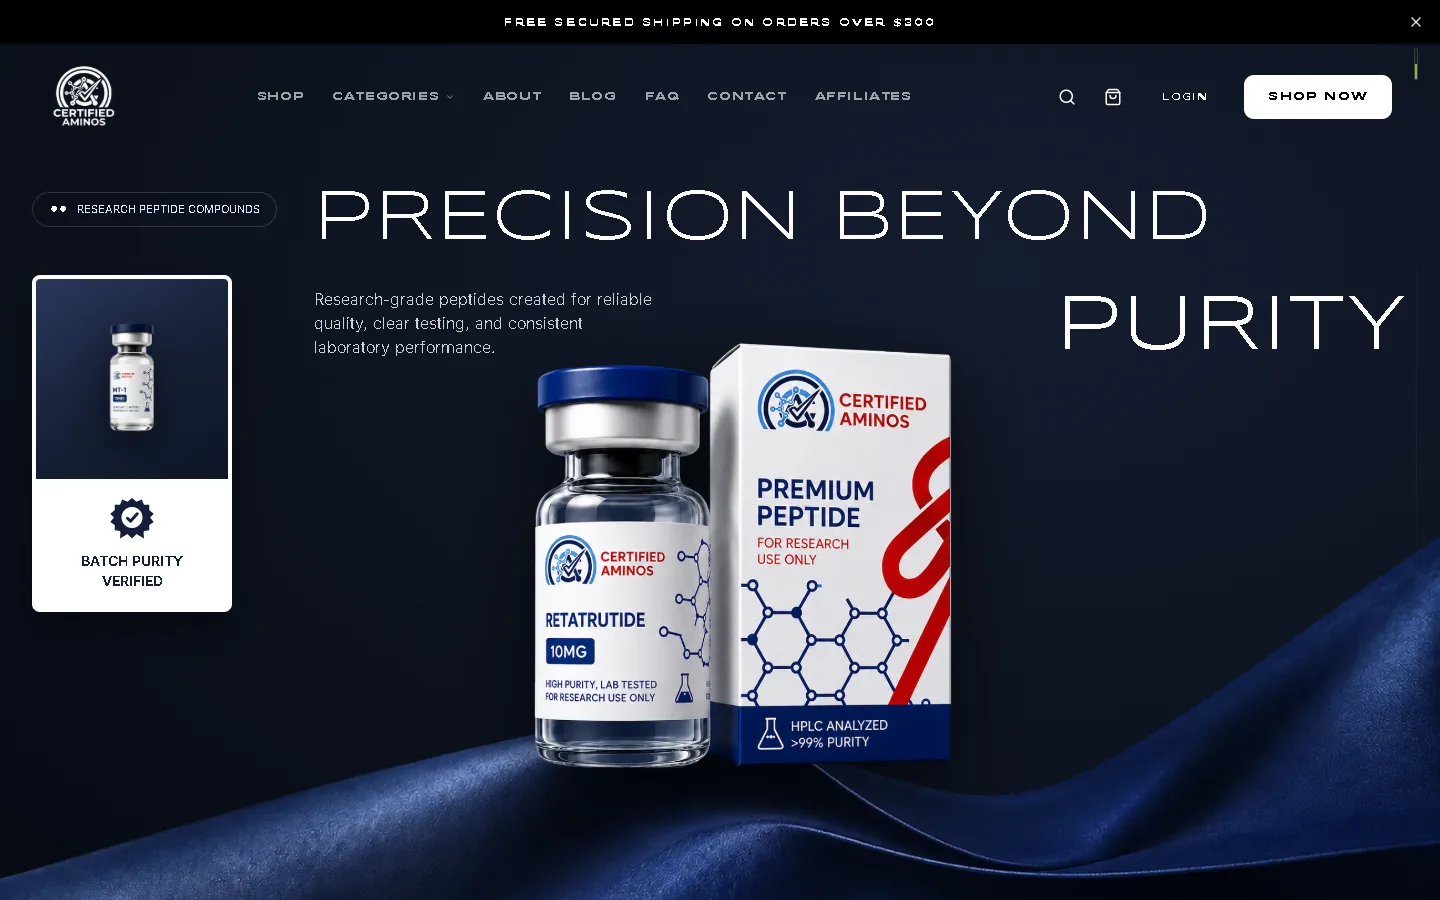 FREE SECURED SHIPPING ON ORDERS OVER $300
CERTIFIED
AMINOS
SHOP
CATEGORIES
ABOUT
BLOG
FAQ
CONTACT
AFFILIATES
LOGIN
SHOP NOW
RESEARCH PEPTIDE COMPOUNDS
PRECISION BEYOND
PURITY
Research-grade peptides created for reliable
quality, clear testing, and consistent
laboratory performance.
MT-1
BATCH PURITY
VERIFIED
CERTIFIED
AMINOS
RETATRUTIDE
10MG
HIGH PURITY, LAB TESTED
FOR RESEARCH USE ONLY
CERTIFIED
AMINOS
PREMIUM
PEPTIDE
FOR RESEARCH
USE ONLY
HPLC ANALYZED
>99% PURITY